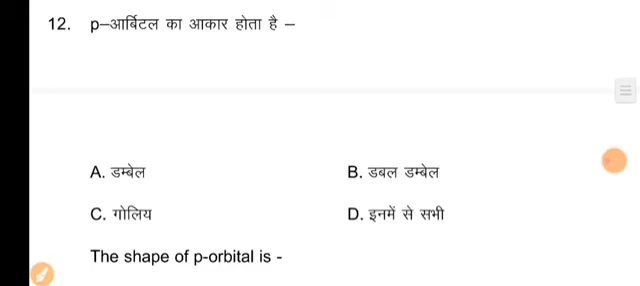 12. p–आर्बिटल का आकार होता है –
A. डम्बेल B. डबल डम्बेल
C. गोलिय D. इनमें से सभी
The shape of p-orbital is -